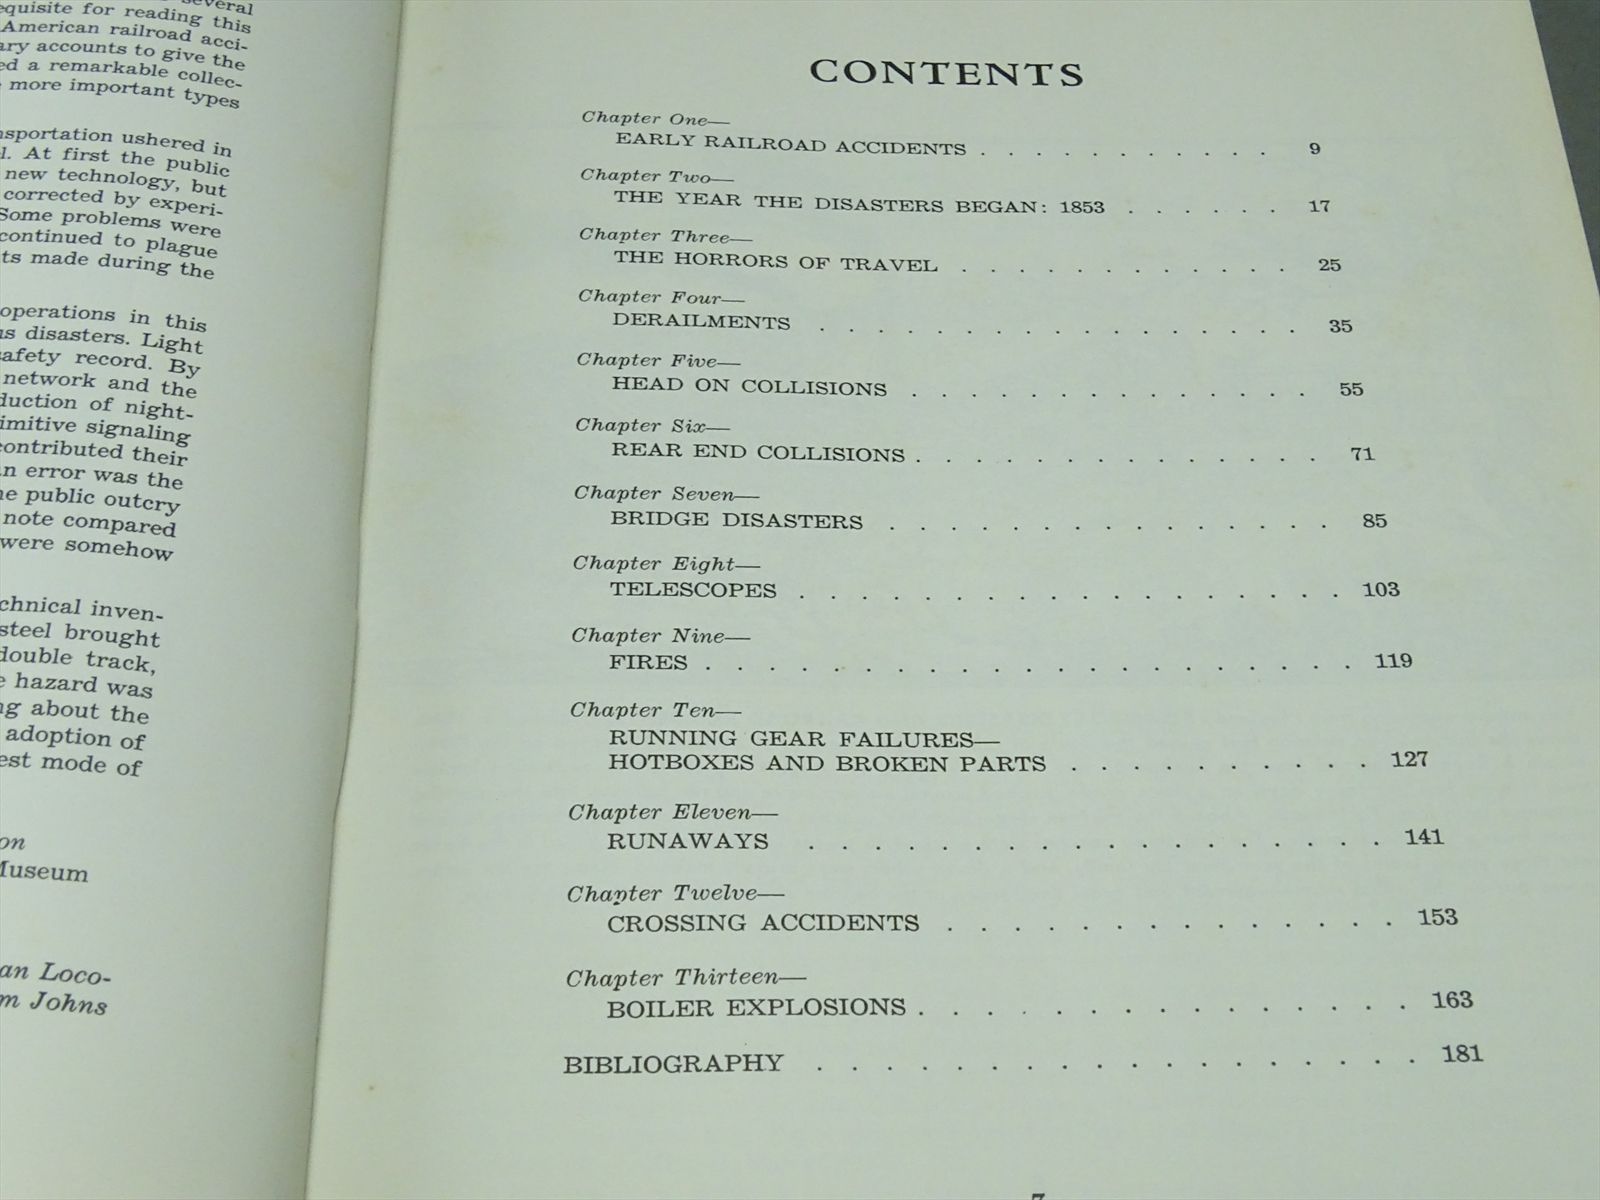 several
equisite for reading this
American railroad acci-
ary accounts to give the
ed a remarkable collec-
more important types
nsportation ushered in
l. At first the public
new technology, but
corrected by experi-
Some problems were
continued to plague
ts made during the
operations in this
us disasters. Light
safety record. By
network and the
duction of night-
imitive signaling
contributed their
n error was the
he public outcry
note compared
were somehow
chnical inven-
steel brought
double track,
e hazard was
ng about the
adoption of
est mode of
on
Museum
an Loco-
m Johns
CONTENTS
Chapter One—
EARLY RAILROAD ACCIDENTS . . . . . . . . . . . 9
Chapter Two—
THE YEAR THE DISASTERS BEGAN: 1853 . . . . . . 17
Chapter Three—
THE HORRORS OF TRAVEL . . . . . . . . . . . . 25
Chapter Four—
DERAILMENTS . . . . . . . . . . . . . . . . . 35
Chapter Five—
HEAD ON COLLISIONS . . . . . . . . . . . . . . 55
Chapter Six—
REAR END COLLISIONS . . . . . . . . . . . . . . 71
Chapter Seven—
BRIDGE DISASTERS . . . . . . . . . . . . . . . 85
Chapter Eight—
TELESCOPES . . . . . . . . . . . . . . . . . . 103
Chapter Nine—
FIRES . . . . . . . . . . . . . . . . . . . . . 119
Chapter Ten—
RUNNING GEAR FAILURES—
HOTBOXES AND BROKEN PARTS . . . . . . . . . . 127
Chapter Eleven—
RUNAWAYS . . . . . . . . . . . . . . . . . . 141
Chapter Twelve—
CROSSING ACCIDENTS . . . . . . . . . . . . . . 153
Chapter Thirteen—
BOILER EXPLOSIONS . . . . . . . . . . . . . . . 163
BIBLIOGRAPHY . . . . . . . . . . . . . . . . . . 181
7